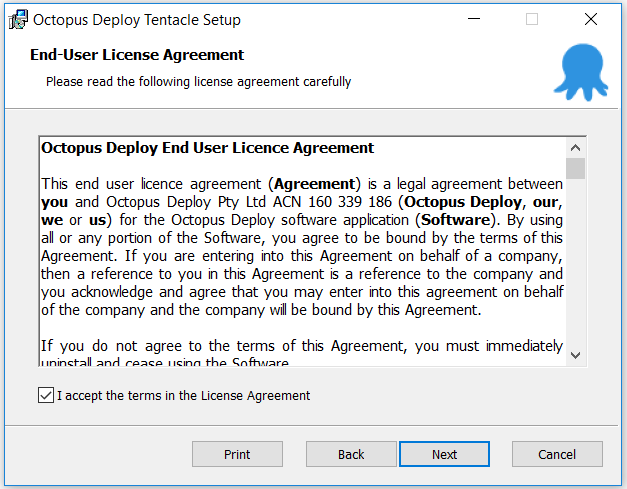 Octopus Deploy Tentacle Setup
End-User License Agreement
Please read the following license agreement carefully
Octopus Deploy End User Licence Agreement
This end user licence agreement (Agreement) is a legal agreement between
you and Octopus Deploy Pty Ltd ACN 160 339 186 (Octopus Deploy, our,
we or us) for the Octopus Deploy software application (Software). By using
all or any portion of the Software, you agree to be bound by the terms of this
Agreement. If you are entering into this Agreement on behalf of a company,
then a reference to you in this Agreement is a reference to the company and
you acknowledge and agree that you may enter into this agreement on behalf
of the company and the company will be bound by this Agreement.
If you do not agree to the terms of this Agreement, you must immediately
uninstall and cease using the Software.
I accept the terms in the License Agreement
Print
Back
Next
Cancel